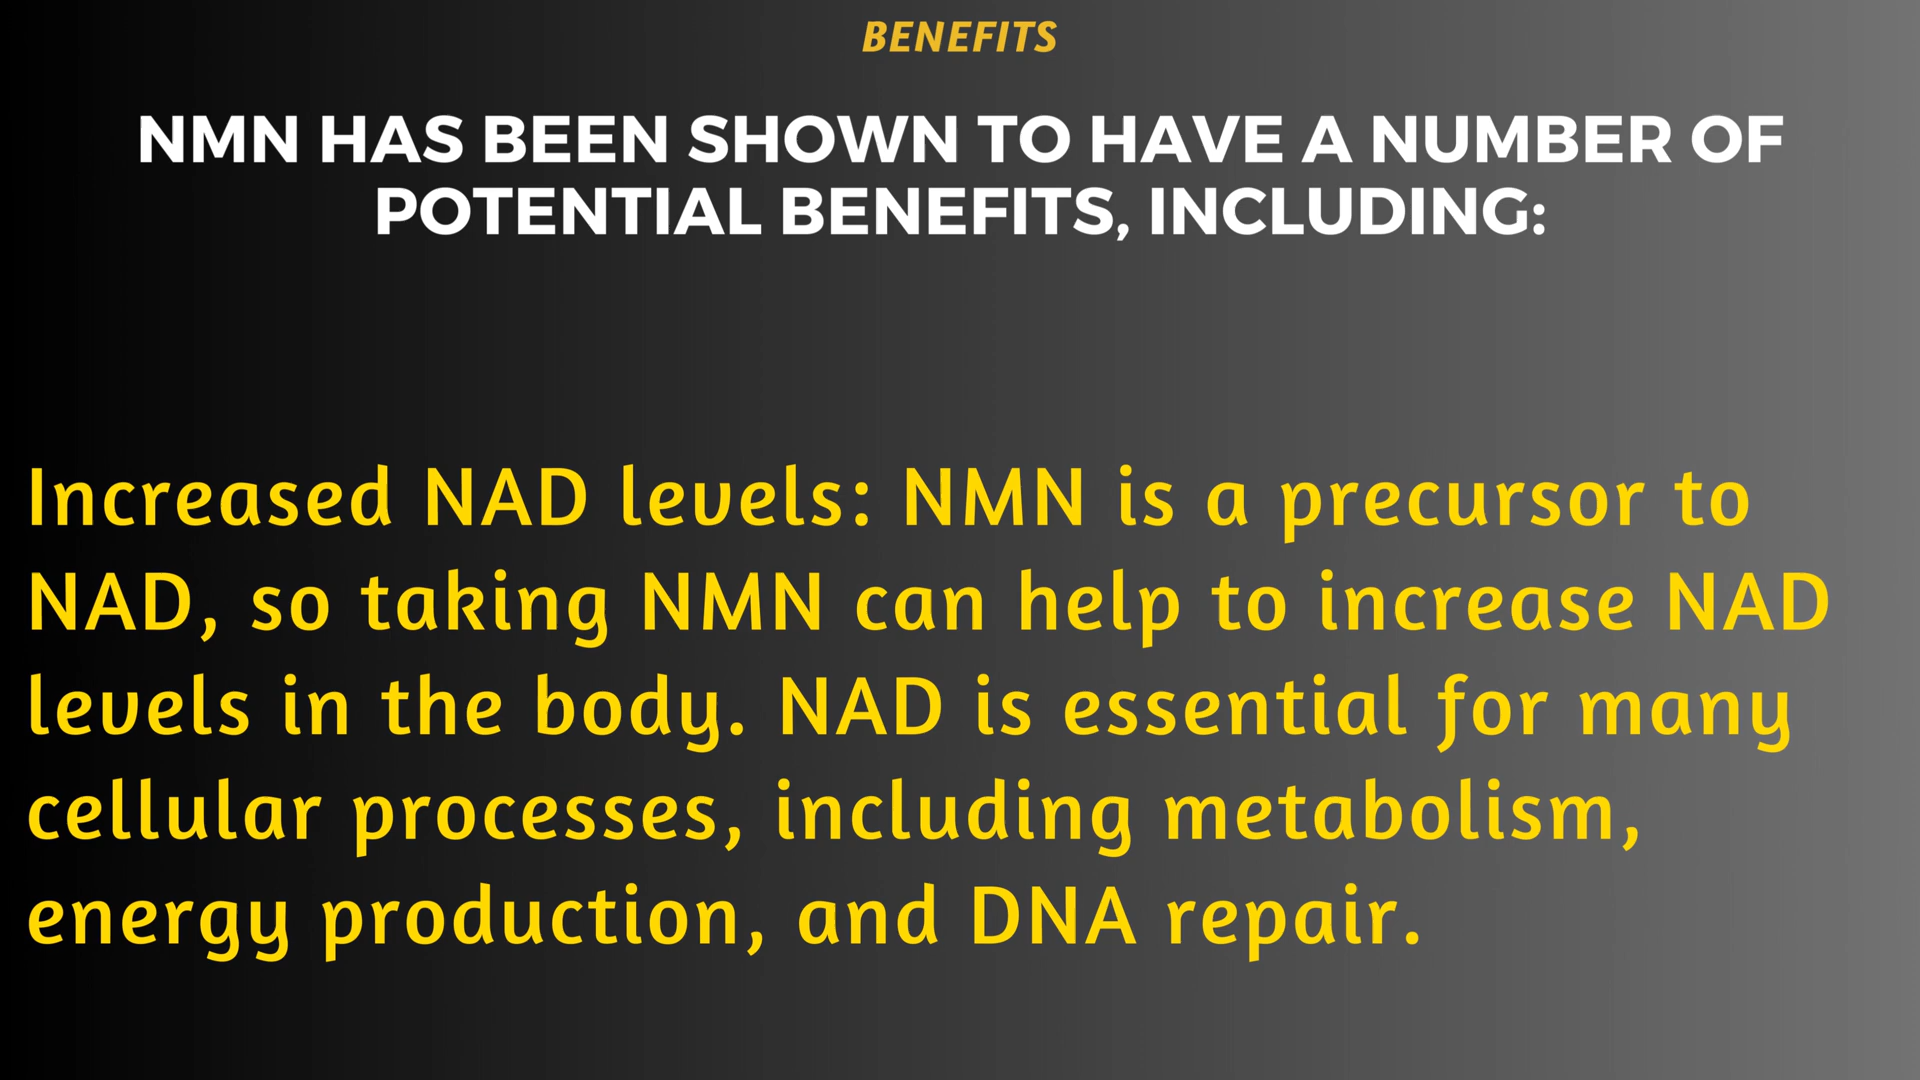 BENEFITS
NMN HAS BEEN SHOWN TO HAVE A NUMBER OF
POTENTIAL BENEFITS, INCLUDING:
Increased NAD levels: NMN is a precursor to
NAD, so taking NMN can help to increase NAD
levels in the body. NAD is essential for many
cellular processes, including metabolism,
energy production, and DNA repair.